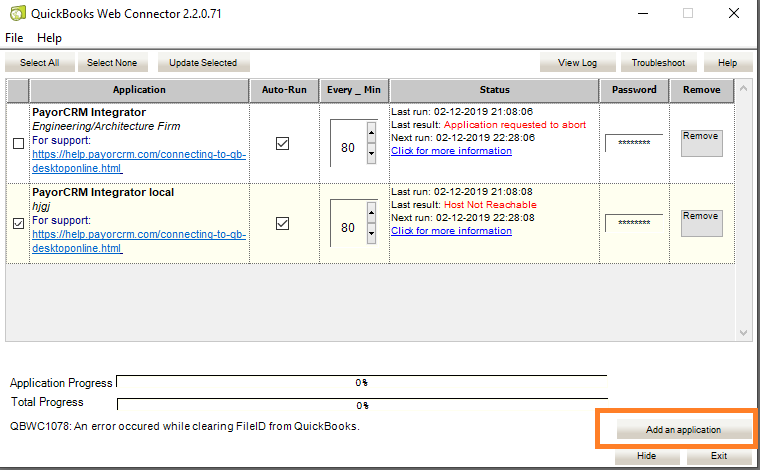 QuickBooks Web Connector 2.2.0.71
File Help
Select All Select None Update Selected View Log Troubleshoot Help
Application Auto-Run Every _ Min Status Password Remove
PayorCRM Integrator
Engineering/Architecture Firm
For support:
https://help.payorcrm.com/connecting-to-qb-
desktoponline.html
80
Last run: 02-12-2019 21:08:06
Last result: Application requested to abort
Next run: 02-12-2019 22:28:06
Click for more information
********
Remove
PayorCRM Integrator local
hjgj
For support:
https://help.payorcrm.com/connecting-to-qb-
desktoponline.html
80
Last run: 02-12-2019 21:08:08
Last result: Host Not Reachable
Next run: 02-12-2019 22:28:08
Click for more information
********
Remove
Application Progress 0%
Total Progress 0%
QBWC1078: An error occured while clearing FileID from QuickBooks.
Add an application
Hide Exit